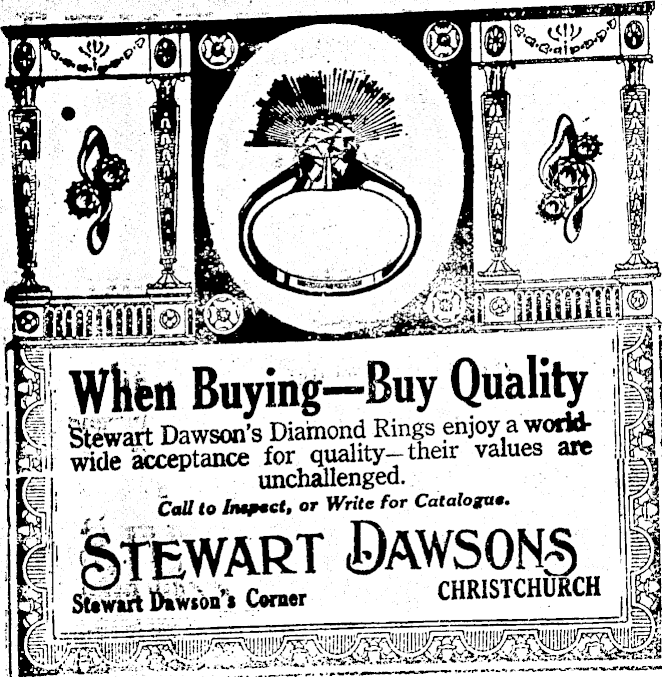 When Buying—Buy Quality
Stewart Dawson's Diamond Rings enjoy a world-
wide acceptance for quality—their values are
unchallenged.
Call to Inspect, or Write for Catalogue.
STEWART DAWSONS
Stewart Dawson's Corner
CHRISTCHURCH